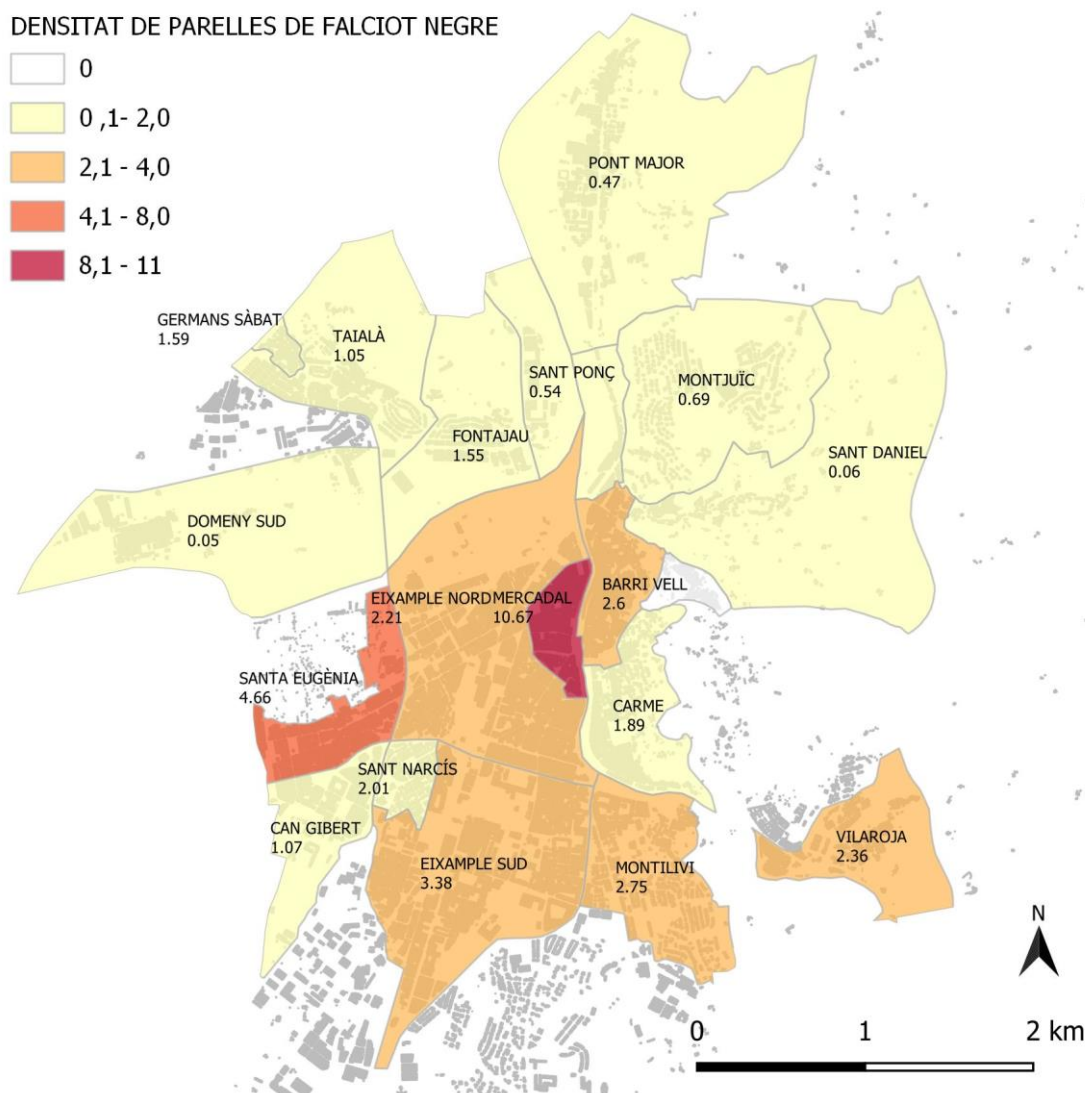 DENSITAT DE PARELLES DE FALCIOT NEGRE
0
0 ,1- 2,0
2,1 - 4,0
4,1 - 8,0
8,1 - 11
PONT MAJOR
0.47
GERMANS SÀBAT
1.59
TAIALÀ
1.05
SANT PONÇ
0.54
MONTJUÏC
0.69
FONTAJAU
1.55
SANT DANIEL
0.06
DOMENY SUD
0.05
EIXAMPLE NORD
2.21
MERCADAL
10.67
BARRI VELL
2.6
SANTA EUGÈNIA
4.66
CARME
1.89
SANT NARCÍS
2.01
CAN GIBERT
1.07
EIXAMPLE SUD
3.38
MONTILIVI
2.75
VILAROJA
2.36
N
0 1 2 km